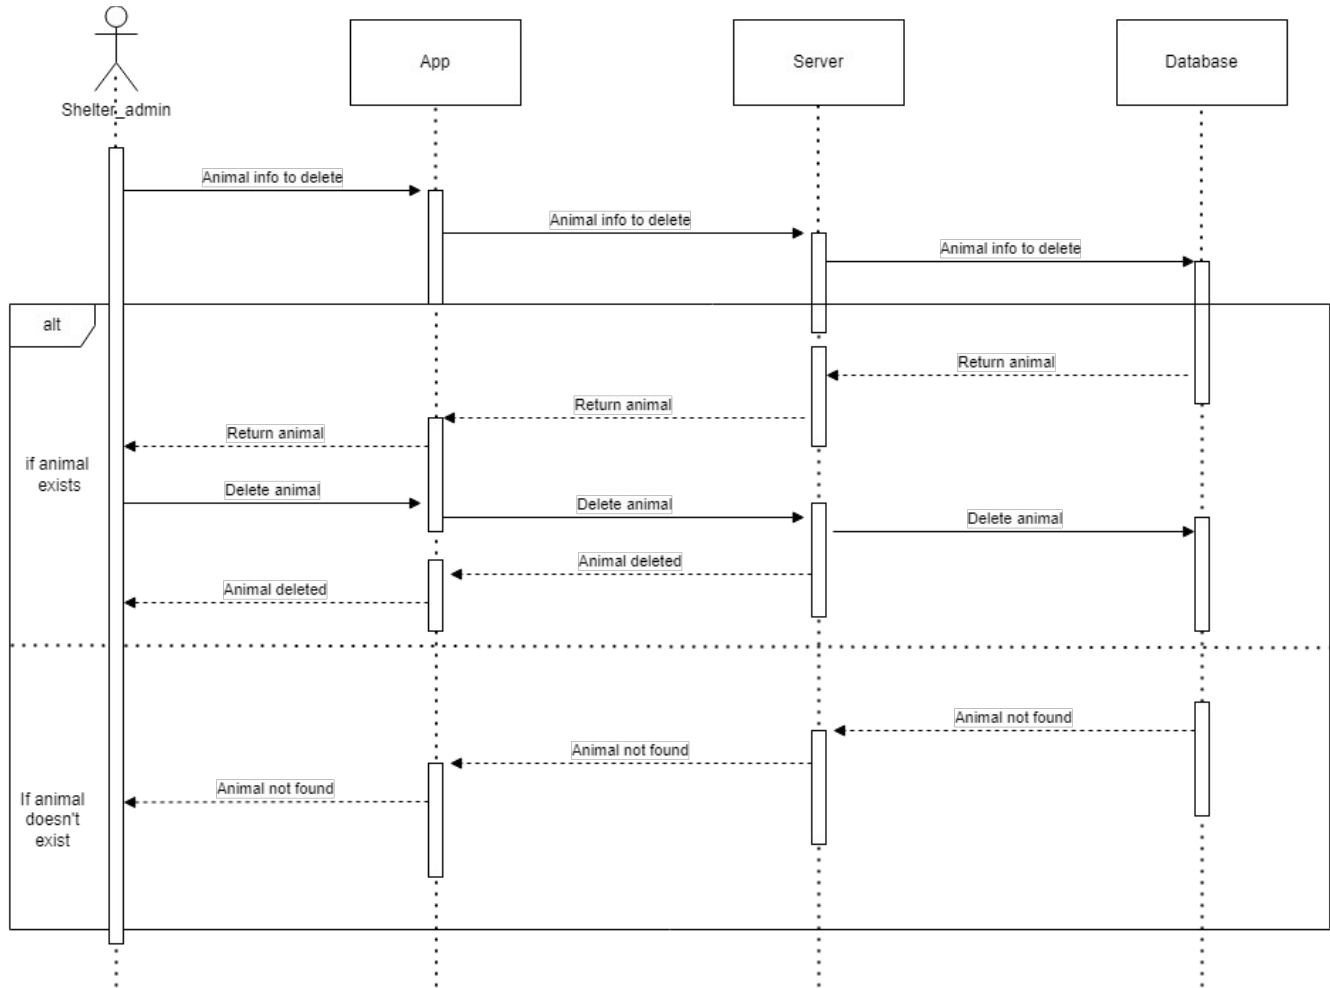 Shelter_admin
App
Server
Database
Animal info to delete
Animal info to delete
Animal info to delete
alt
Return animal
Return animal
Return animal
if animal
exists
Delete animal
Delete animal
Delete animal
Animal deleted
Animal deleted
Animal not found
Animal not found
Animal not found
If animal
doesn't
exist